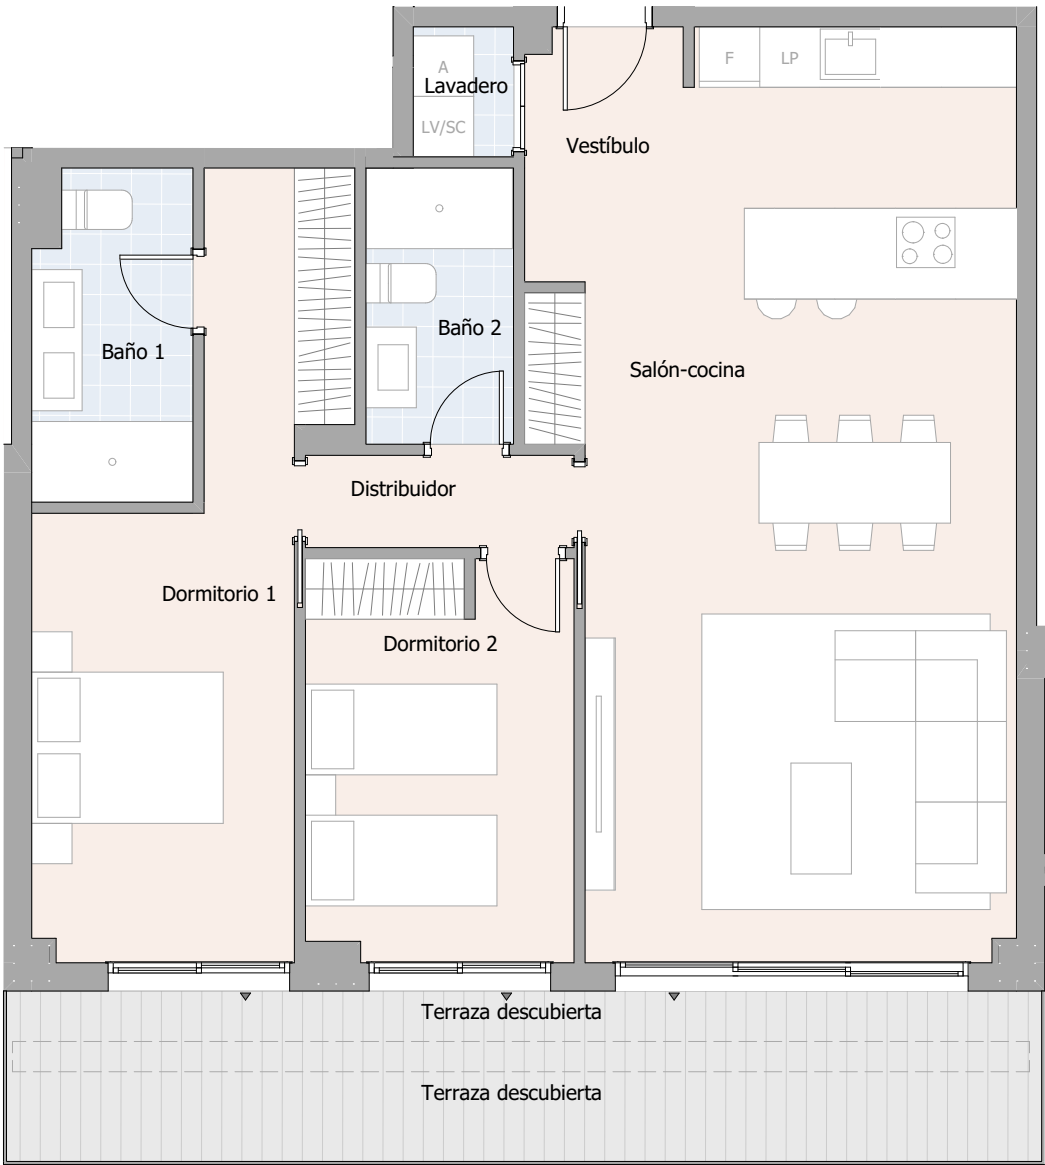 A
Lavadero
LV/SC
F
LP
Vestíbulo
Baño 1
Baño 2
Salón-cocina
Distribuidor
Dormitorio 1
Dormitorio 2
Terraza descubierta
Terraza descubierta